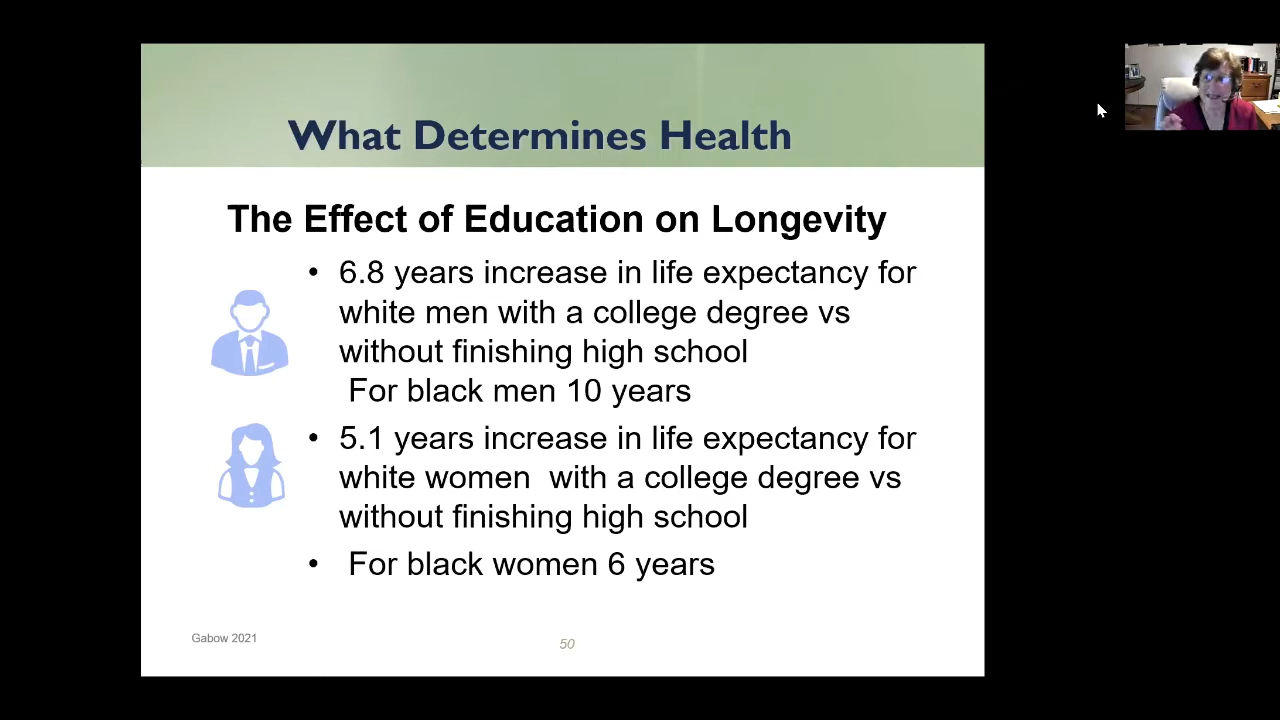 What Determines Health
The Effect of Education on Longevity
• 6.8 years increase in life expectancy for
white men with a college degree vs
without finishing high school
For black men 10 years
• 5.1 years increase in life expectancy for
white women with a college degree vs
without finishing high school
• For black women 6 years
Gabow 2021
50